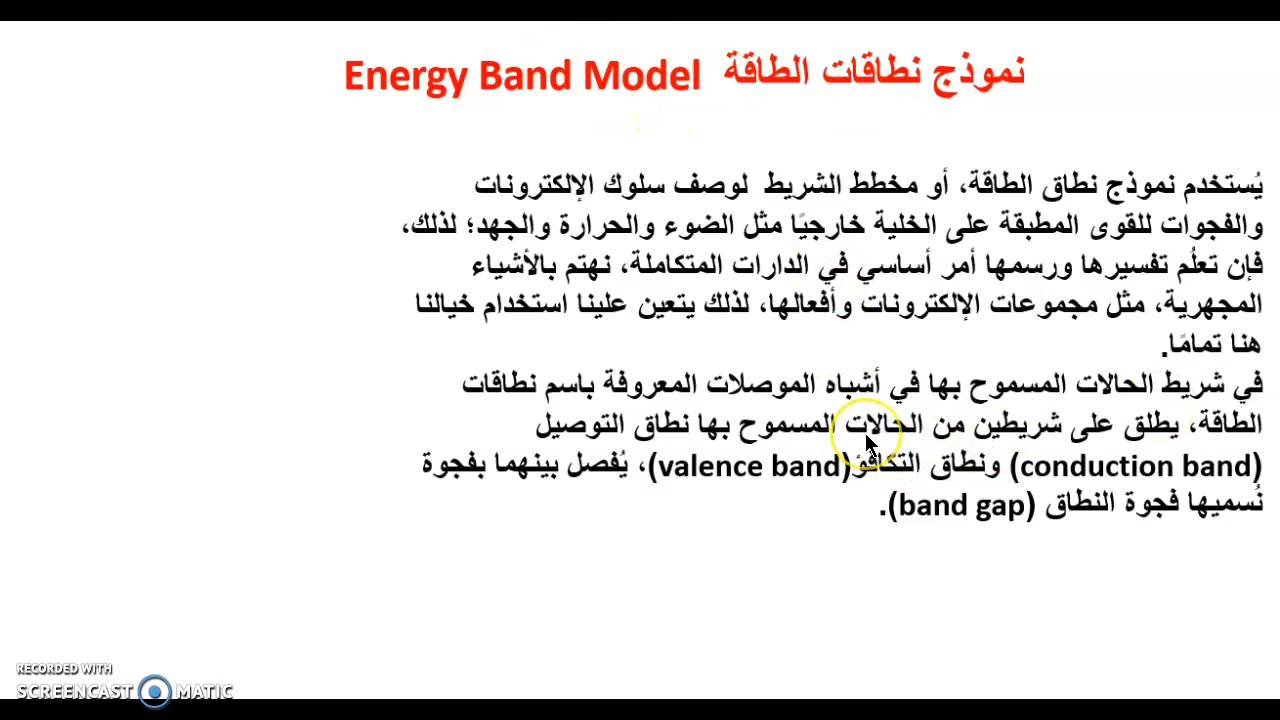 نموذج نطاقات الطاقة Energy Band Model
يُستخدم نموذج نطاق الطاقة، أو مخطط الشريط لوصف سلوك الإلكترونات
والفجوات للقوى المطبقة على الخلية خارجيًا مثل الضوء والحرارة والجهد؛ لذلك،
فإن تعلُم تفسيرها ورسمها أمر أساسي في الدارات المتكاملة، نهتم بالأشياء
المجهرية، مثل مجموعات الإلكترونات وأفعالها، لذلك يتعين علينا استخدام خيالنا
هنا تمامًا.
في شريط الحالات المسموح بها في أشباه الموصلات المعروفة باسم نطاقات
الطاقة، يطلق على شريطين من الحالات المسموح بها نطاق التوصيل
(conduction band) ونطاق التكافؤ(valence band)، يُفصل بينهما بفجوة
نُسميها فجوة النطاق (band gap).
RECORDED WITH
SCREENCAST MATIC